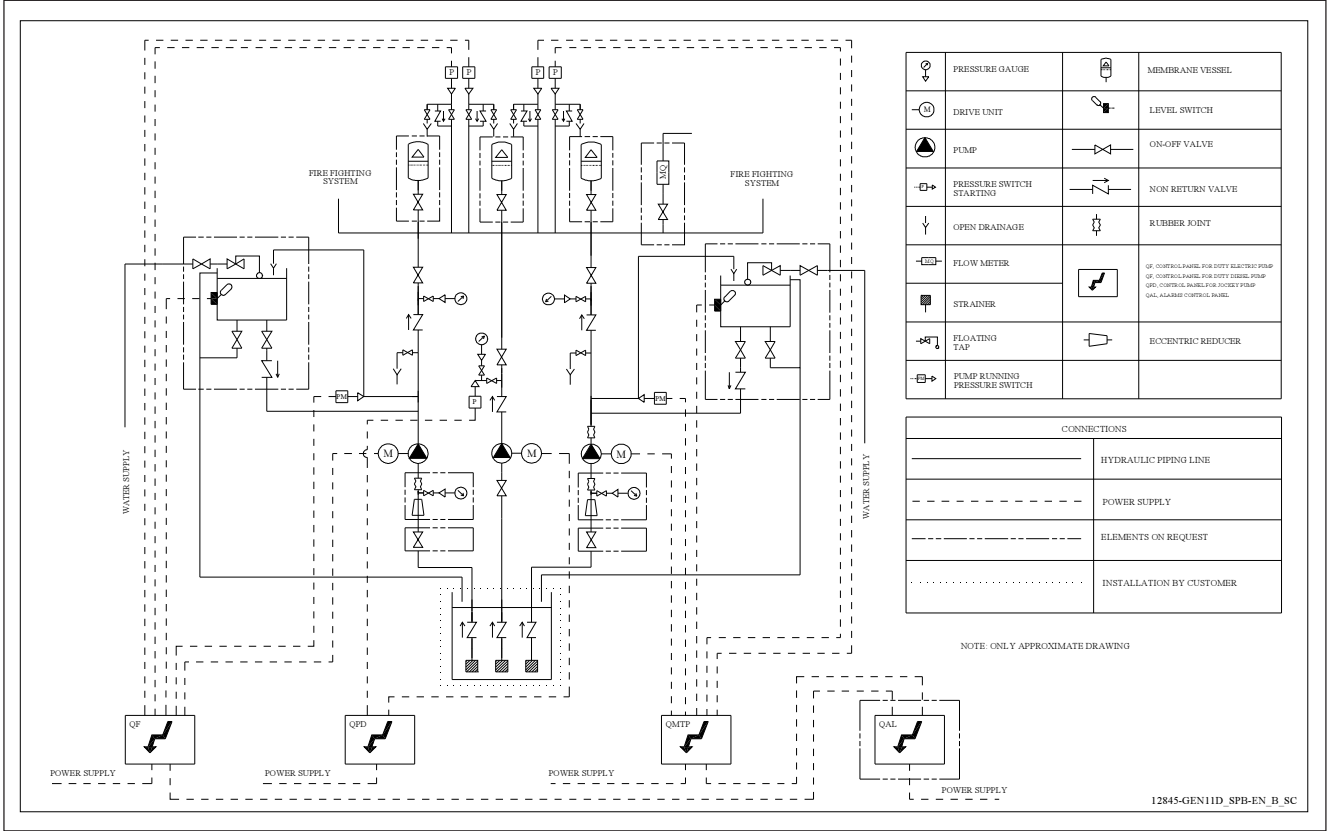 P
P
P
P
PRESSURE GAUGE
MEMBRANE VESSEL
M
DRIVE UNIT
LEVEL SWITCH
PUMP
ON-OFF VALVE
FIRE FIGHTING
SYSTEM
MQ
FIRE FIGHTING
SYSTEM
P
PRESSURE SWITCH
STARTING
NON RETURN VALVE
OPEN DRAINAGE
RUBBER JOINT
MQ
FLOW METER
QF, CONTROL PANEL FOR DUTY ELECTRIC PUMP
QF, CONTROL PANEL FOR DUTY DIESEL PUMP
QPD, CONTROL PANEL FOR JOCKEY PUMP
QAL, ALARMS CONTROL PANEL
STRAINER
FLOATING
TAP
ECCENTRIC REDUCER
PM
PUMP RUNNING
PRESSURE SWITCH
PM
P
PM
CONNECTIONS
HYDRAULIC PIPING LINE
POWER SUPPLY
ELEMENTS ON REQUEST
INSTALLATION BY CUSTOMER
M
M
M
WATER SUPPLY
WATER SUPPLY
NOTE: ONLY APPROXIMATE DRAWING
QF
QPD
QMTP
QAL
POWER SUPPLY
POWER SUPPLY
POWER SUPPLY
POWER SUPPLY
12845-GEN11D_SPB-EN_B_SC